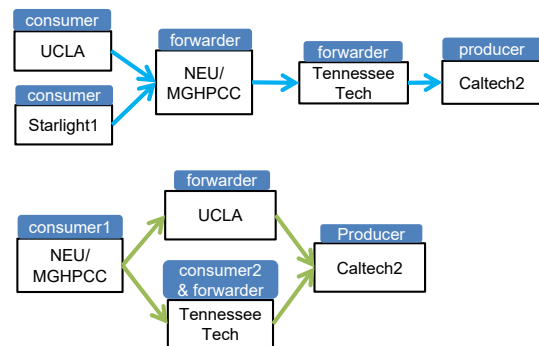 consumer
UCLA
consumer
Starlight1
forwarder
NEU/
MGHPCC
forwarder
Tennessee
Tech
producer
Caltech2
consumer1
NEU/
MGHPCC
forwarder
UCLA
consumer2
& forwarder
Tennessee
Tech
Producer
Caltech2